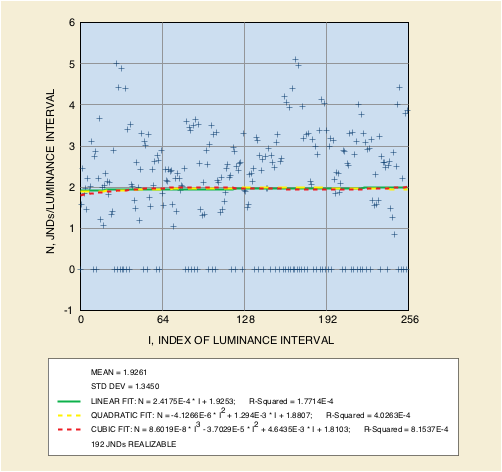 6
5
4
3
2
1
0
-1
N, JNDs/LUMINANCE INTERVAL
0 64 128 192 256
I, INDEX OF LUMINANCE INTERVAL
MEAN = 1.9261
STD DEV = 1.3450
LINEAR FIT: N = 2.4175E-4 * I + 1.9253; R-Squared = 1.7714E-4
QUADRATIC FIT: N =-4.1266E-6 * I^2 + 1.294E-3 * I + 1.8807; R-Squared = 4.0263E-4
CUBIC FIT: N = 8.6019E-8 * I^3 - 3.7029E-5 * I^2 + 4.6435E-3 * I + 1.8103; R-Squared = 8.1537E-4
192 JNDs REALIZABLE